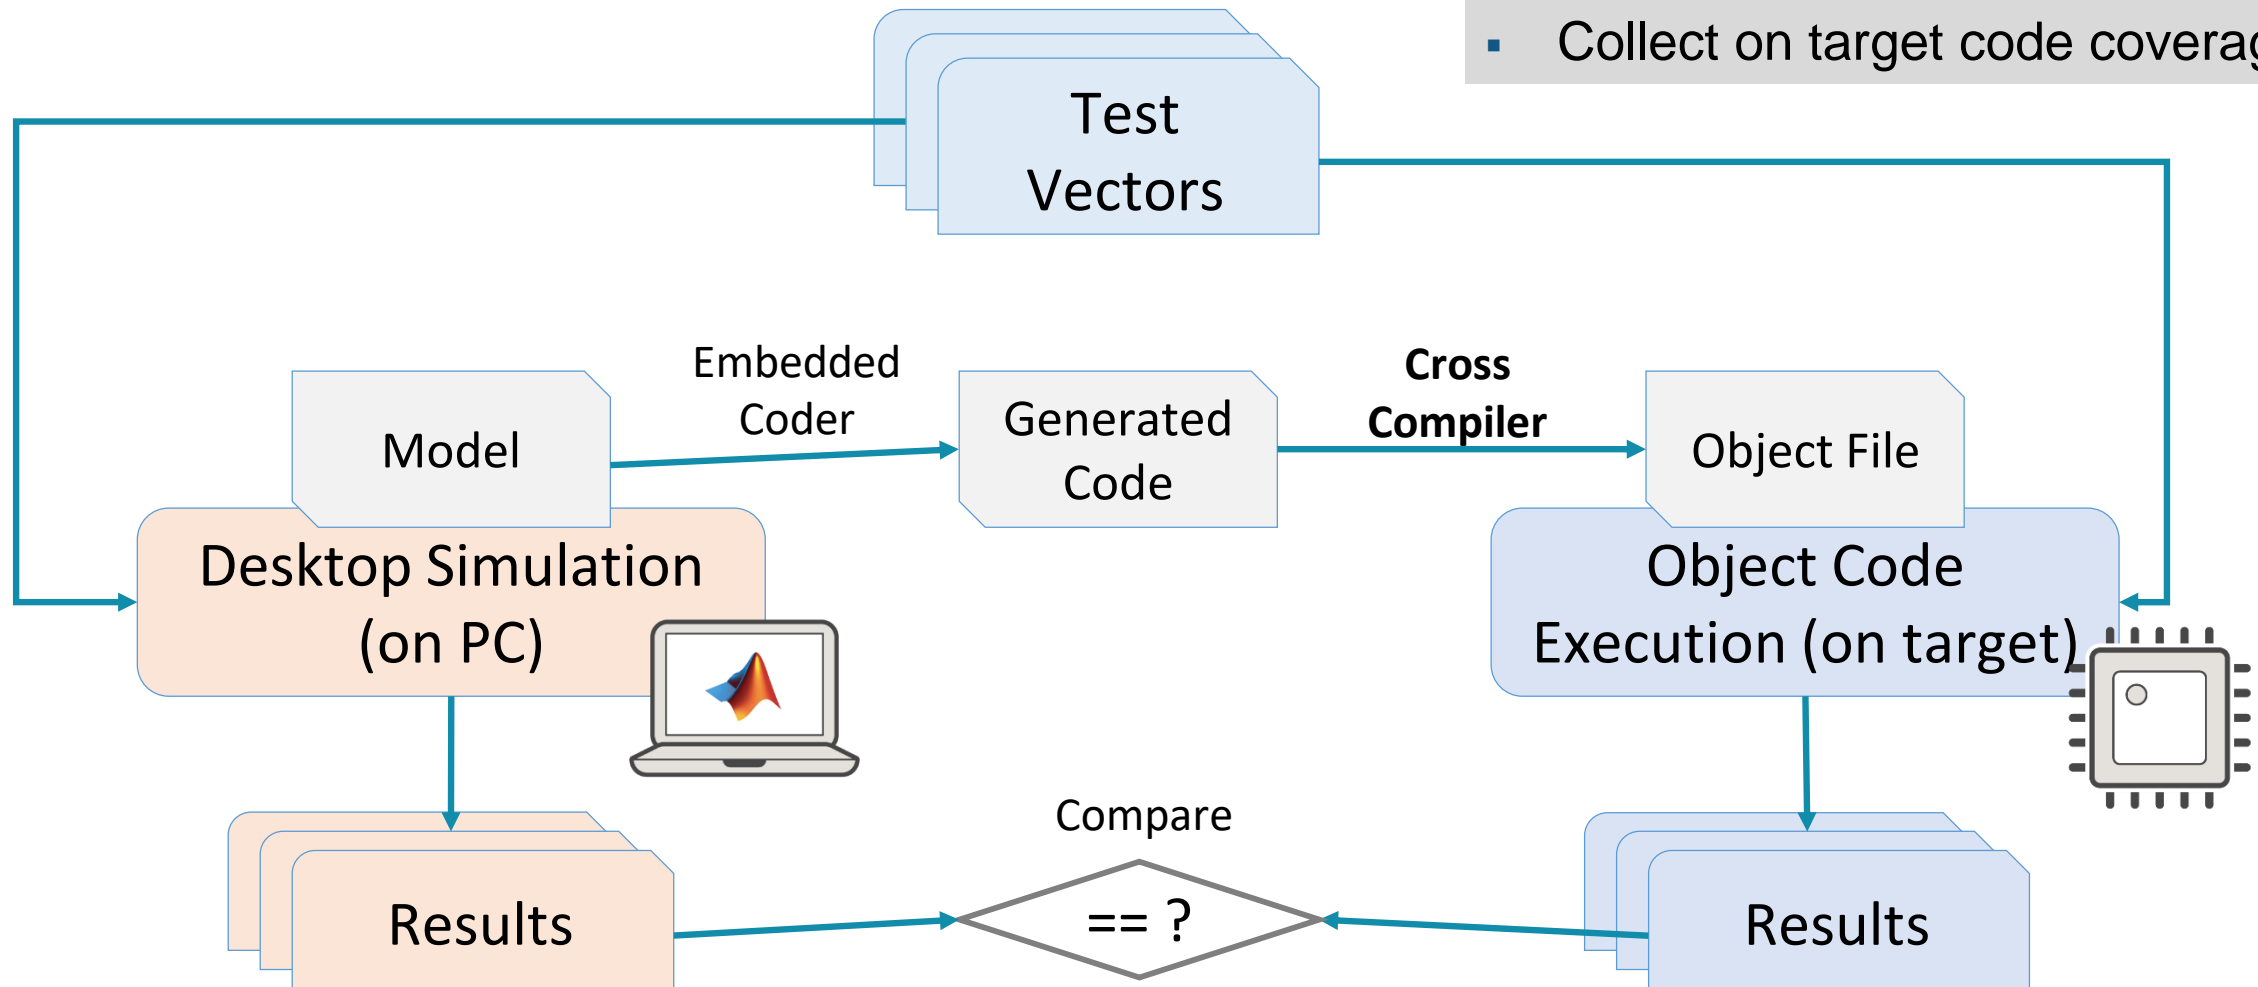 ▪ Collect on target code
Test
Vectors
Embedded
Coder
Cross
Compiler
Model
Generated
Code
Object File
Desktop Simulation
(on PC)
Object Code
Execution (on target)
Compare
Results
== ?
Results